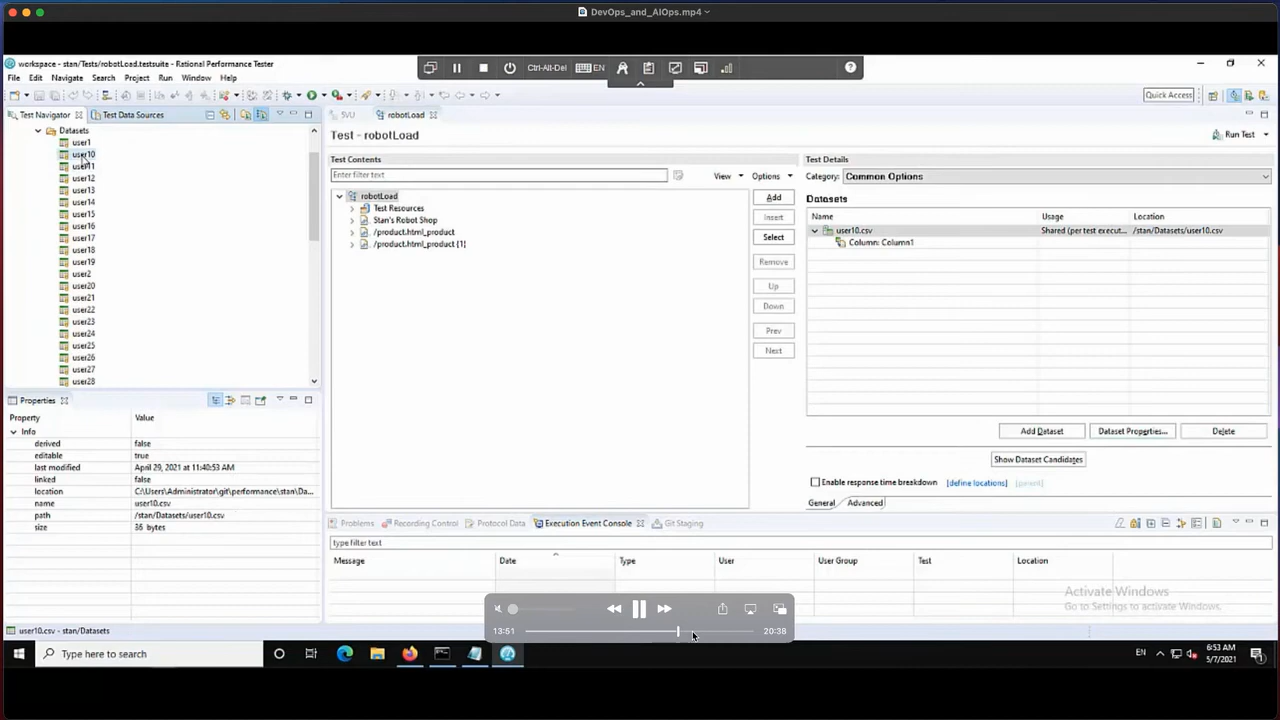 DevOps_and_AIOps.mp4
workspace - stan/Tests/robotLoad.testsuite - Rational Performance Tester
Ctrl-Alt-Del
EN
File Edit Navigate Search Project Run Window Help
Quick Access
Test Navigator
Test Data Sources
Datasets
user1
user10
user11
user12
user13
user14
user15
user16
user17
user18
user19
user2
user20
user21
user22
user23
user24
user25
user26
user27
user28
Properties
Property Value
Info
derived false
editable true
last modified April 29, 2021 at 11:40:53 AM
linked false
location C:\Users\Administrator\git\performance\stan\Da...
name user10.csv
path /stan/Datasets/user10.csv
size 36 bytes
SVU
robotLoad
Test - robotLoad
Run Test
Test Contents
Enter filter text
View
Options
robotLoad
Test Resources
Stan's Robot Shop
/product.html_product
/product.html_product {1}
Add
Insert
Select
Remove
Up
Down
Prev
Next
Test Details
Category: Common Options
Datasets
Name Usage Location
user10.csv Shared (per test execut... /stan/Datasets/user10.csv
Column: Column1
Add Dataset
Dataset Properties...
Delete
Show Dataset Candidates
Enable response time breakdown [define locations] [parent]
General Advanced
Problems Recording Control Protocol Data Execution Event Console Git Staging
type filter text
Message Date Type User User Group Test Location
Activate Windows
Go to Settings to activate Windows.
13:51
20:38
user10.csv - stan/Datasets
Type here to search
EN
6:53 AM
5/7/2021
1